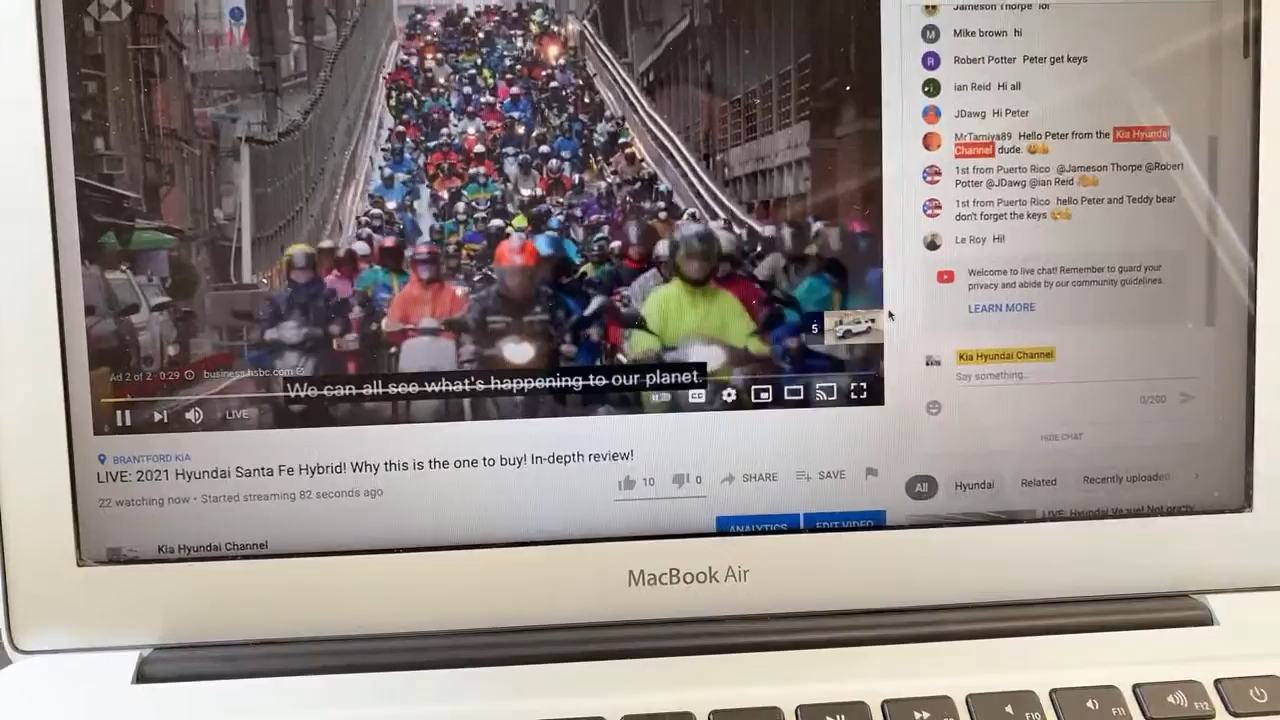 Jameson Thorpe lol
Mike brown hi
M
Robert Potter Peter get keys
R
ian Reid Hi all
JDawg Hi Peter
MrTamiya89 Hello Peter from the Kia Hyundai
Channel dude.
1st from Puerto Rico @Jameson Thorpe @Robert
Potter @JDawg @ian Reid
1st from Puerto Rico hello Peter and Teddy bear
don't forget the keys
Le Roy Hi!
Welcome to live chat! Remember to guard your
privacy and abide by our community guidelines.
LEARN MORE
Kia Hyundai Channel
Say something...
0/200
HIDE CHAT
All Hyundai Related Recently uploaded
LIVE: Hyundai Venue!
5
Ad 2 of 2 · 0:29 business.hsbc.com
We can all see what's happening to our planet.
CC
LIVE
BRANTFORD KIA
LIVE: 2021 Hyundai Santa Fe Hybrid! Why this is the one to buy! In-depth review!
22 watching now • Started streaming 82 seconds ago
10 0 SHARE SAVE
ANALYTICS EDIT VIDEO
Kia Hyundai Channel
MacBook Air
F10 F11 F12